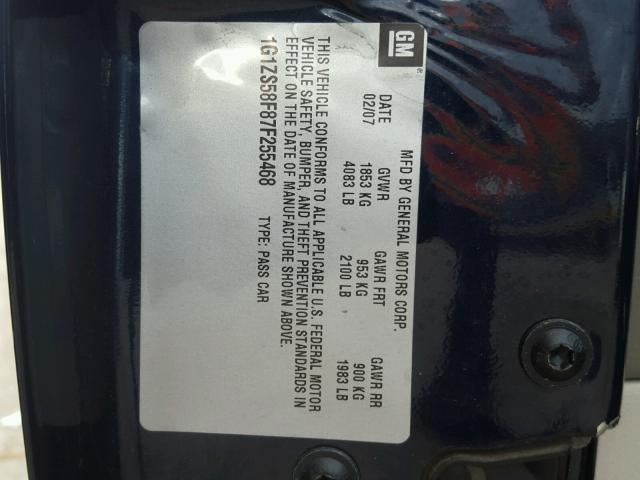 GM
MFD BY GENERAL MOTORS CORP.
DATE GVWR GAWR FRT GAWR RR
02/07 1853 KG 953 KG 900 KG
4083 LB 2100 LB 1983 LB
THIS VEHICLE CONFORMS TO ALL APPLICABLE U.S. FEDERAL MOTOR
VEHICLE SAFETY, BUMPER, AND THEFT PREVENTION STANDARDS IN
EFFECT ON THE DATE OF MANUFACTURE SHOWN ABOVE.
1G1ZS58F87F255468 TYPE: PASS CAR